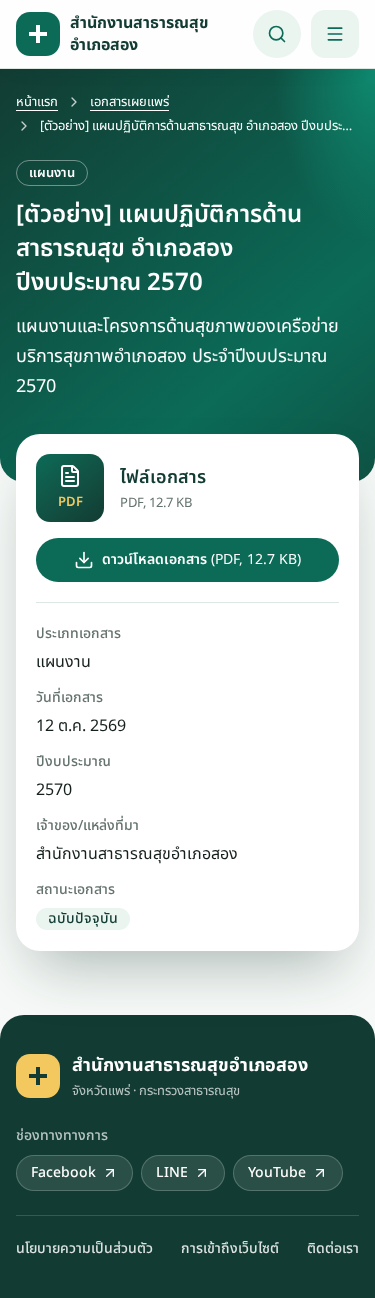 สำนักงานสาธารณสุข
อำเภอสอง
หน้าแรก > เอกสารเผยแพร่
> [ตัวอย่าง] แผนปฏิบัติการด้านสาธารณสุข อำเภอสอง ปีงบประ...
แผนงาน
[ตัวอย่าง] แผนปฏิบัติการด้าน
สาธารณสุข อำเภอสอง
ปีงบประมาณ 2570
แผนงานและโครงการด้านสุขภาพของเครือข่าย
บริการสุขภาพอำเภอสอง ประจำปีงบประมาณ
2570
PDF
ไฟล์เอกสาร
PDF, 12.7 KB
ดาวน์โหลดเอกสาร (PDF, 12.7 KB)
ประเภทเอกสาร
แผนงาน
วันที่เอกสาร
12 ต.ค. 2569
ปีงบประมาณ
2570
เจ้าของ/แหล่งที่มา
สำนักงานสาธารณสุขอำเภอสอง
สถานะเอกสาร
ฉบับปัจจุบัน
สำนักงานสาธารณสุขอำเภอสอง
จังหวัดแพร่ · กระทรวงสาธารณสุข
ช่องทางทางการ
Facebook LINE YouTube
นโยบายความเป็นส่วนตัว การเข้าถึงเว็บไซต์ ติดต่อเรา